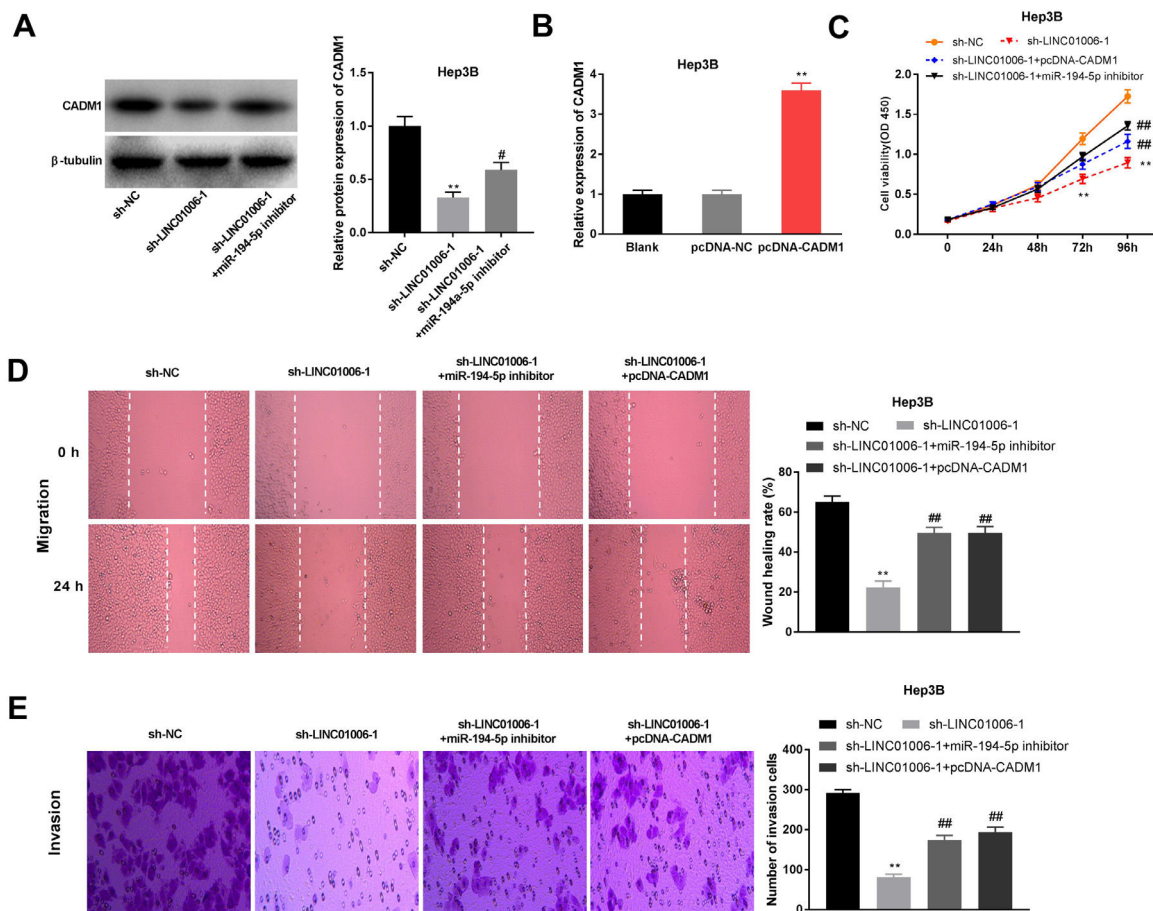 A
CADM1
β-tubulin
sh-NC
sh-LINC01006-1
sh-LINC01006-1
+miR-194-5p inhibitor
Hep3B
Relative protein expression of CADM1
1.5
1.0
0.5
0.0
**
#
sh-NC
sh-LINC01006-1
sh-LINC01006-1
+miR-194a-5p inhibitor
B
Hep3B
Relative expression of CADM1
4
3
2
1
0
**
Blank
pcDNA-NC
pcDNA-CADM1
C
Hep3B
sh-NC
sh-LINC01006-1
sh-LINC01006-1+pcDNA-CADM1
sh-LINC01006-1+miR-194-5p inhibitor
Cell viability(OD 450)
2.0
1.5
1.0
0.5
0.0
##
##
**
**
0
24h
48h
72h
96h
D
sh-NC
sh-LINC01006-1
sh-LINC01006-1
+miR-194-5p inhibitor
sh-LINC01006-1
+pcDNA-CADM1
Migration
0 h
24 h
Hep3B
sh-NC
sh-LINC01006-1
sh-LINC01006-1+miR-194-5p inhibitor
sh-LINC01006-1+pcDNA-CADM1
Wound healing rate (%)
80
60
40
20
0
**
##
##
E
sh-NC
sh-LINC01006-1
sh-LINC01006-1
+miR-194-5p inhibitor
sh-LINC01006-1
+pcDNA-CADM1
Invasion
Hep3B
sh-NC
sh-LINC01006-1
sh-LINC01006-1+miR-194-5p inhibitor
sh-LINC01006-1+pcDNA-CADM1
Number of invasion cells
400
300
200
100
0
**
##
##